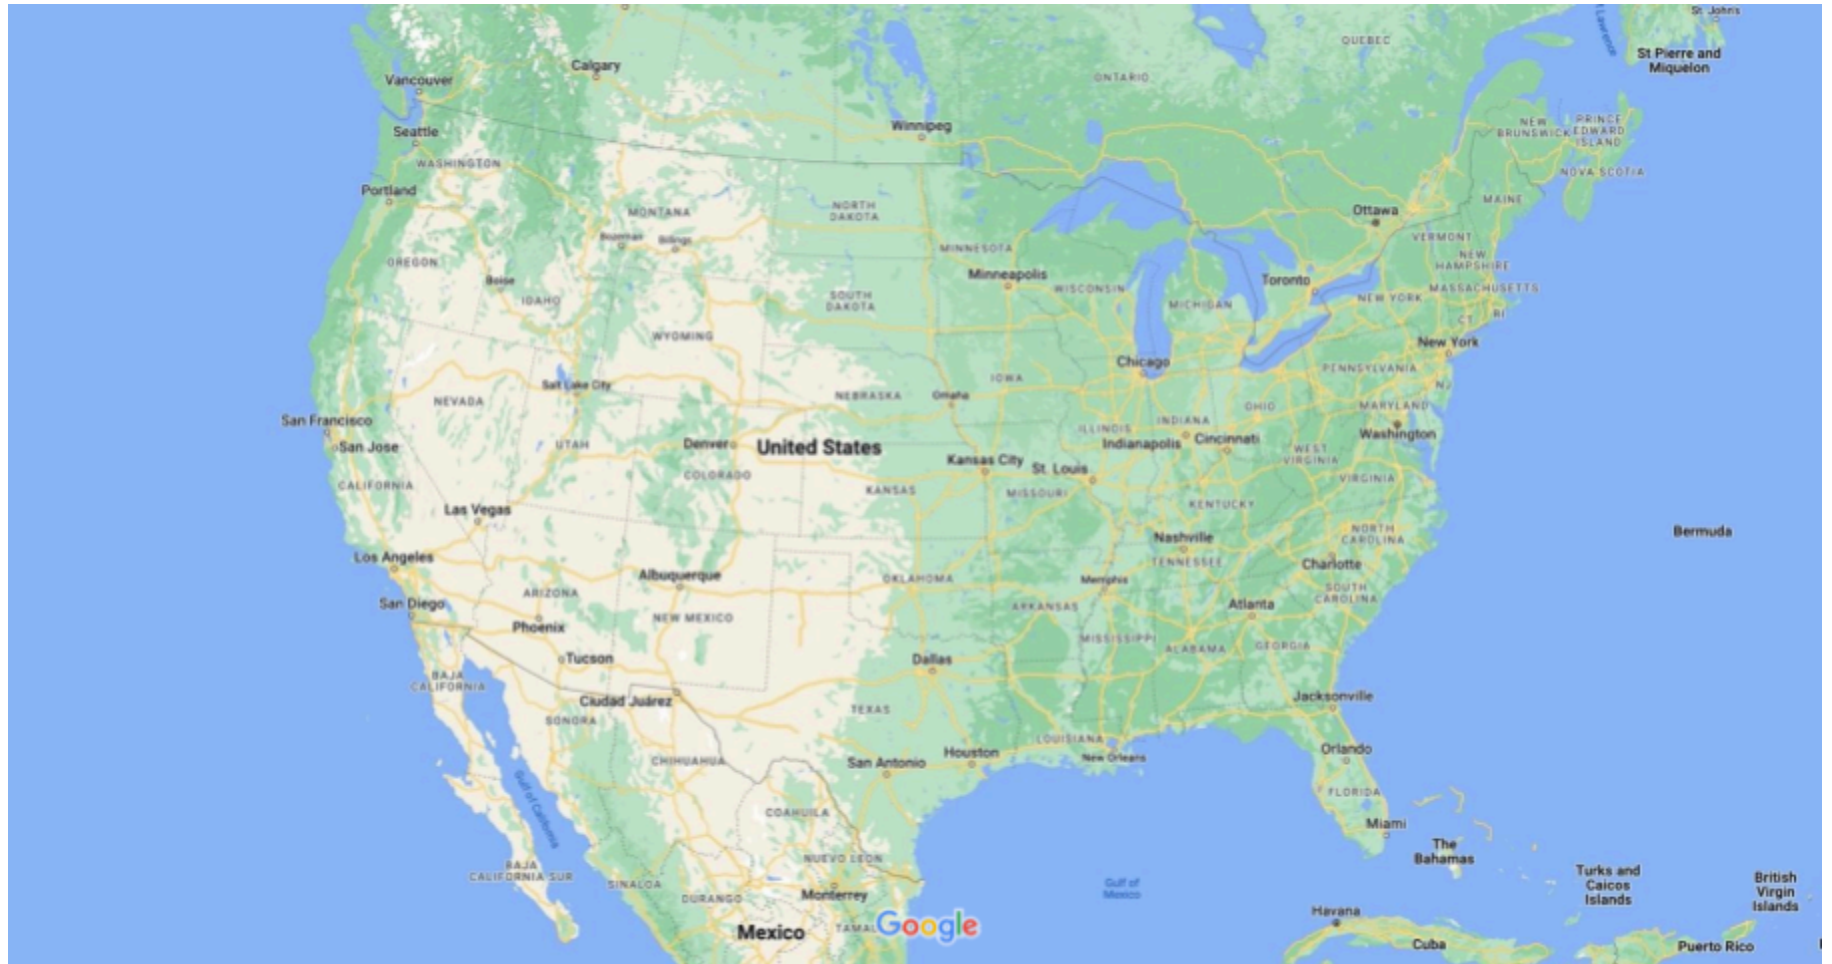 St. John's
St Lawrence
QUEBEC
St Pierre and
Miquelon
Calgary
ONTARIO
Vancouver
Winnipeg
Seattle
NEW
BRUNSWICK
PRINCE
EDWARD
ISLAND
WASHINGTON
NOVA SCOTIA
Portland
MAINE
NORTH
DAKOTA
MONTANA
Ottawa
Bozeman
Billings
VERMONT
MINNESOTA
NEW
HAMPSHIRE
OREGON
Minneapolis
Boise
Toronto
WISCONSIN
MASSACHUSETTS
IDAHO
SOUTH
DAKOTA
MICHIGAN
NEW YORK
CT
RI
WYOMING
New York
Chicago
PENNSYLVANIA
IOWA
Salt Lake City
NJ
NEBRASKA
Omaha
NEVADA
OHIO
MARYLAND
San Francisco
INDIANA
ILLINOIS
Washington
Indianapolis
Cincinnati
San Jose
UTAH
Denver
United States
WEST
VIRGINIA
Kansas City
St. Louis
COLORADO
VIRGINIA
CALIFORNIA
KANSAS
MISSOURI
KENTUCKY
Las Vegas
Bermuda
NORTH
CAROLINA
Nashville
Los Angeles
TENNESSEE
Charlotte
Albuquerque
OKLAHOMA
Memphis
ARIZONA
SOUTH
CAROLINA
San Diego
ARKANSAS
Atlanta
NEW MEXICO
Phoenix
MISSISSIPPI
ALABAMA
GEORGIA
Tucson
Dallas
BAJA
CALIFORNIA
Jacksonville
Ciudad Juárez
TEXAS
SONORA
LOUISIANA
Orlando
Houston
New Orleans
CHIHUAHUA
San Antonio
Gulf of California
FLORIDA
COAHUILA
Miami
The
Bahamas
NUEVO LEON
BAJA
CALIFORNIA SUR
Turks and
Caicos
Islands
British
Virgin
Islands
SINALOA
Gulf of
Mexico
DURANGO
Monterrey
Havana
Mexico
TAMAL
Google
Cuba
Puerto Rico